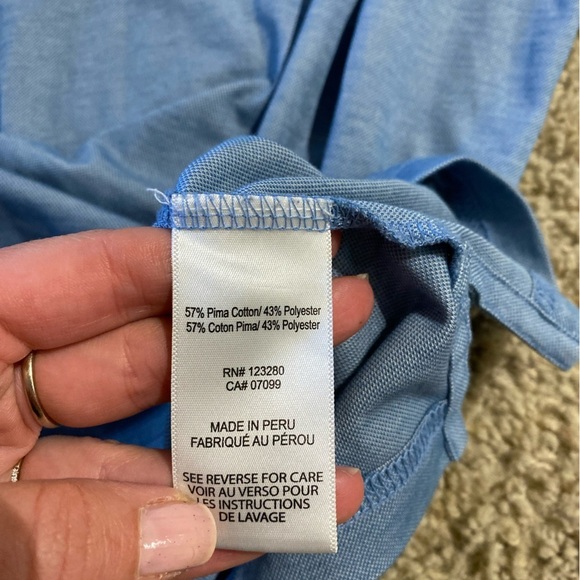 57% Pima Cotton/ 43% Polyester
57% Coton Pima/ 43% Polyester
RN# 123280
CA# 07099
MADE IN PERU
FABRIQUÉ AU PÉROU
SEE REVERSE FOR CARE
VOIR AU VERSO POUR
LES INSTRUCTIONS
DE LAVAGE